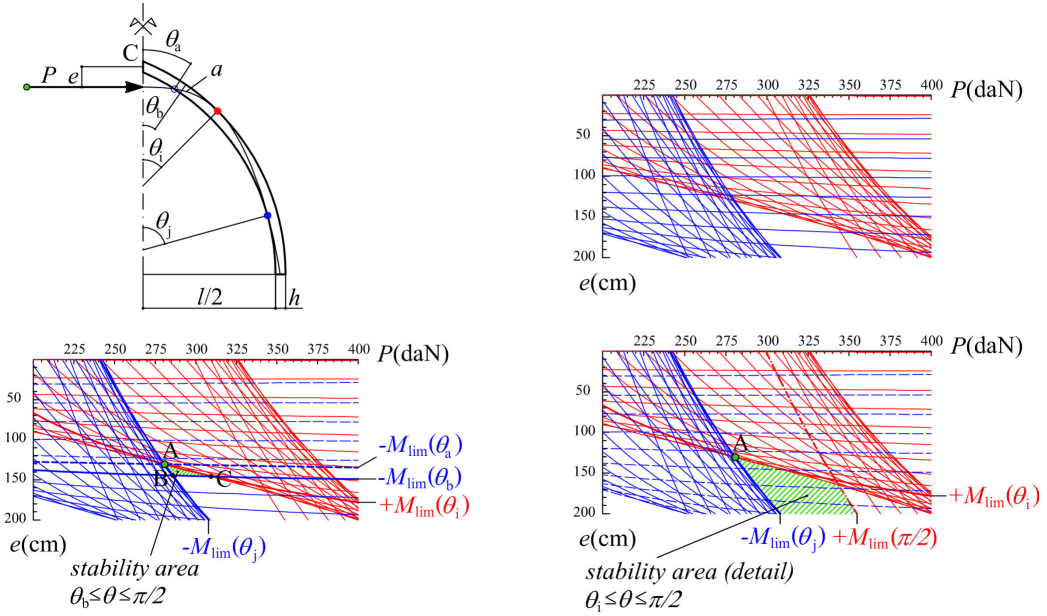 C
θa
P
e
a
θb
θi
θj
l/2
h
225 250 275 300 325 350 375 400 P(daN)
50
100
150
200
e(cm)
225 250 275 300 325 350 375 400 P(daN)
50
100
150
200
A
B
C
-Mlim(θa)
-Mlim(θb)
+Mlim(θi)
-Mlim(θj)
e(cm)
stability area
θb≤θ≤π/2
225 250 275 300 325 350 375 400 P(daN)
50
100
150
200
A
+Mlim(θi)
-Mlim(θj) +Mlim(π/2)
e(cm)
stability area (detail)
θi≤θ≤π/2